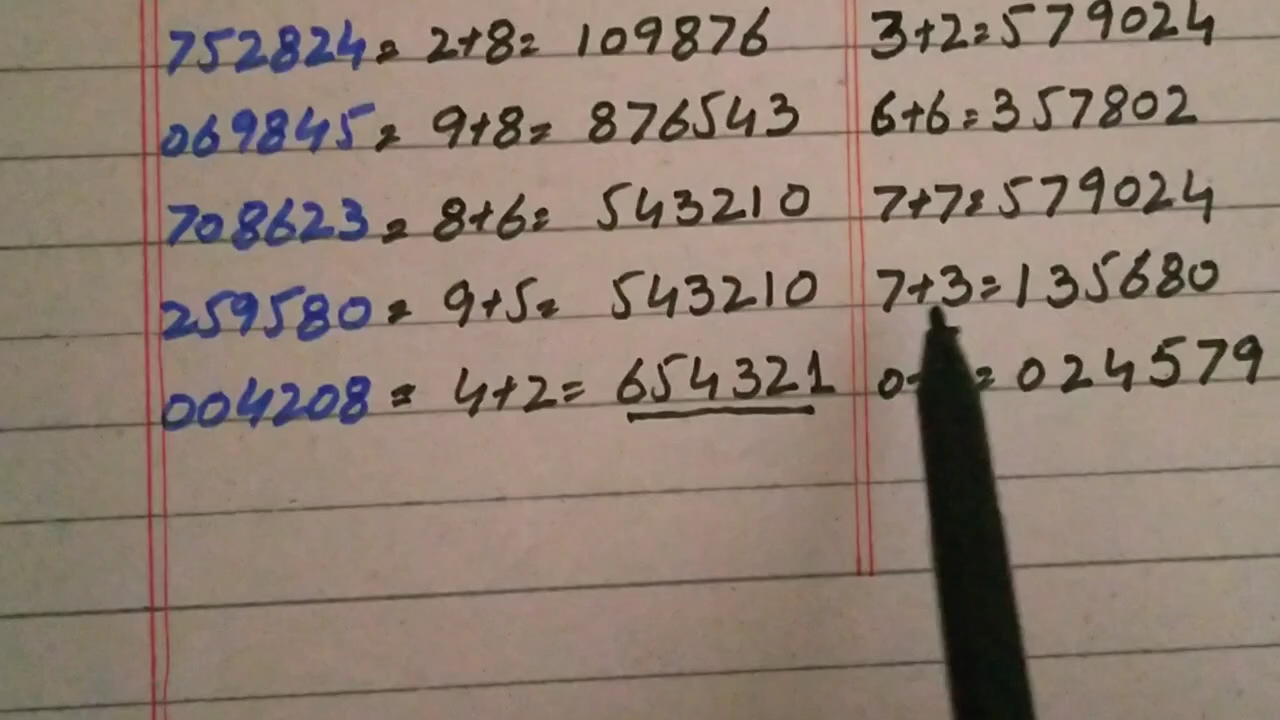 752824= 2+8= 109876 3+2=579024
069845= 9+8= 876543 6+6=357802
708623= 8+6= 543210 7+7=579024
259580= 9+5= 543210 7+3=135680
004208= 4+2= 654321 0+ = 024579